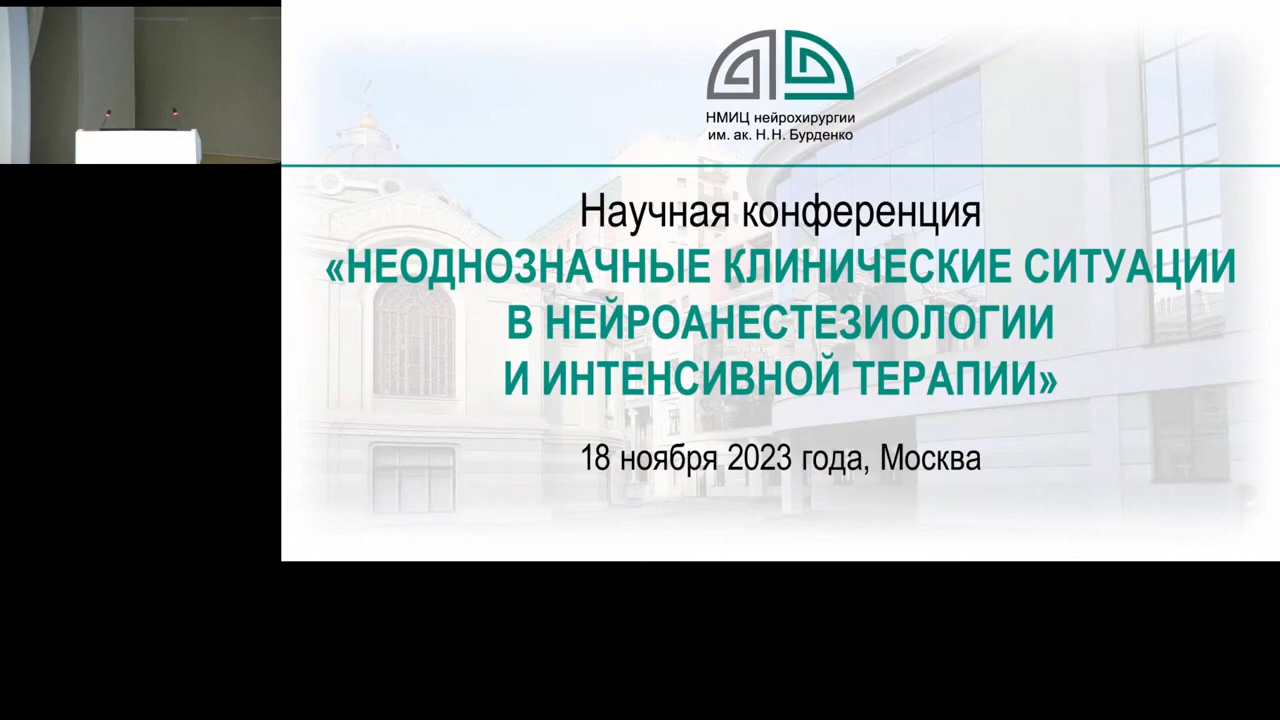 НМИЦ нейрохирургии
им. ак. Н.Н. Бурденко
Научная конференция
«НЕОДНОЗНАЧНЫЕ КЛИНИЧЕСКИЕ СИТУАЦИИ
В НЕЙРОАНЕСТЕЗИОЛОГИИ
И ИНТЕНСИВНОЙ ТЕРАПИИ»
18 ноября 2023 года, Москва